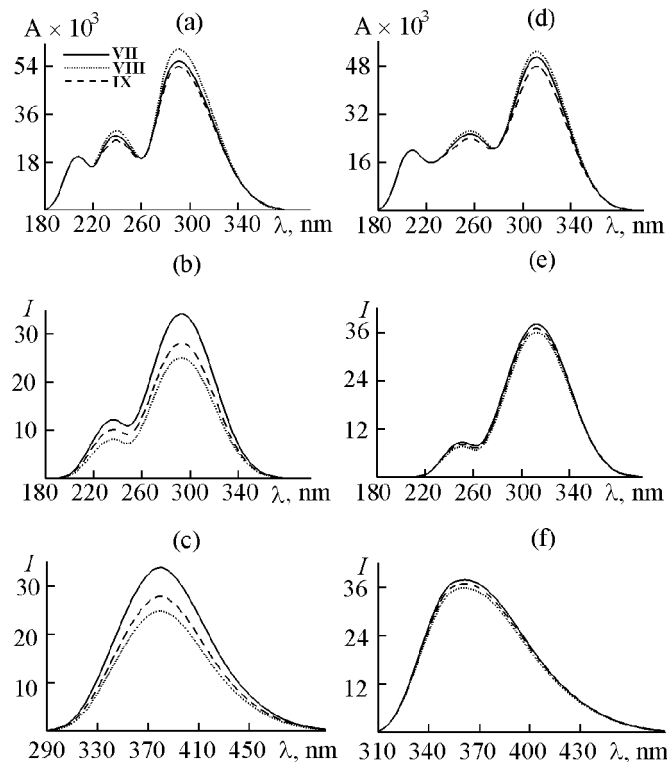 (a)
A × 10³
VII
VIII
IX
54
36
18
180 220 260 300 340 λ, nm
(d)
A × 10³
48
32
16
180 220 260 300 340 λ, nm
(b)
I
30
20
10
180 220 260 300 340 λ, nm
(e)
I
36
24
12
180 220 260 300 340 λ, nm
(c)
I
30
20
10
290 330 370 410 450 λ, nm
(f)
I
36
24
12
310 340 370 400 430 λ, nm